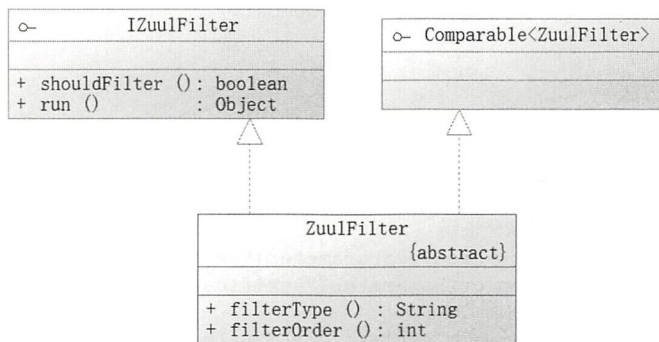 IZuulFilter
+ shouldFilter (): boolean
+ run () : Object
Comparable<ZuulFilter>
ZuulFilter
{abstract}
+ filterType () : String
+ filterOrder (): int